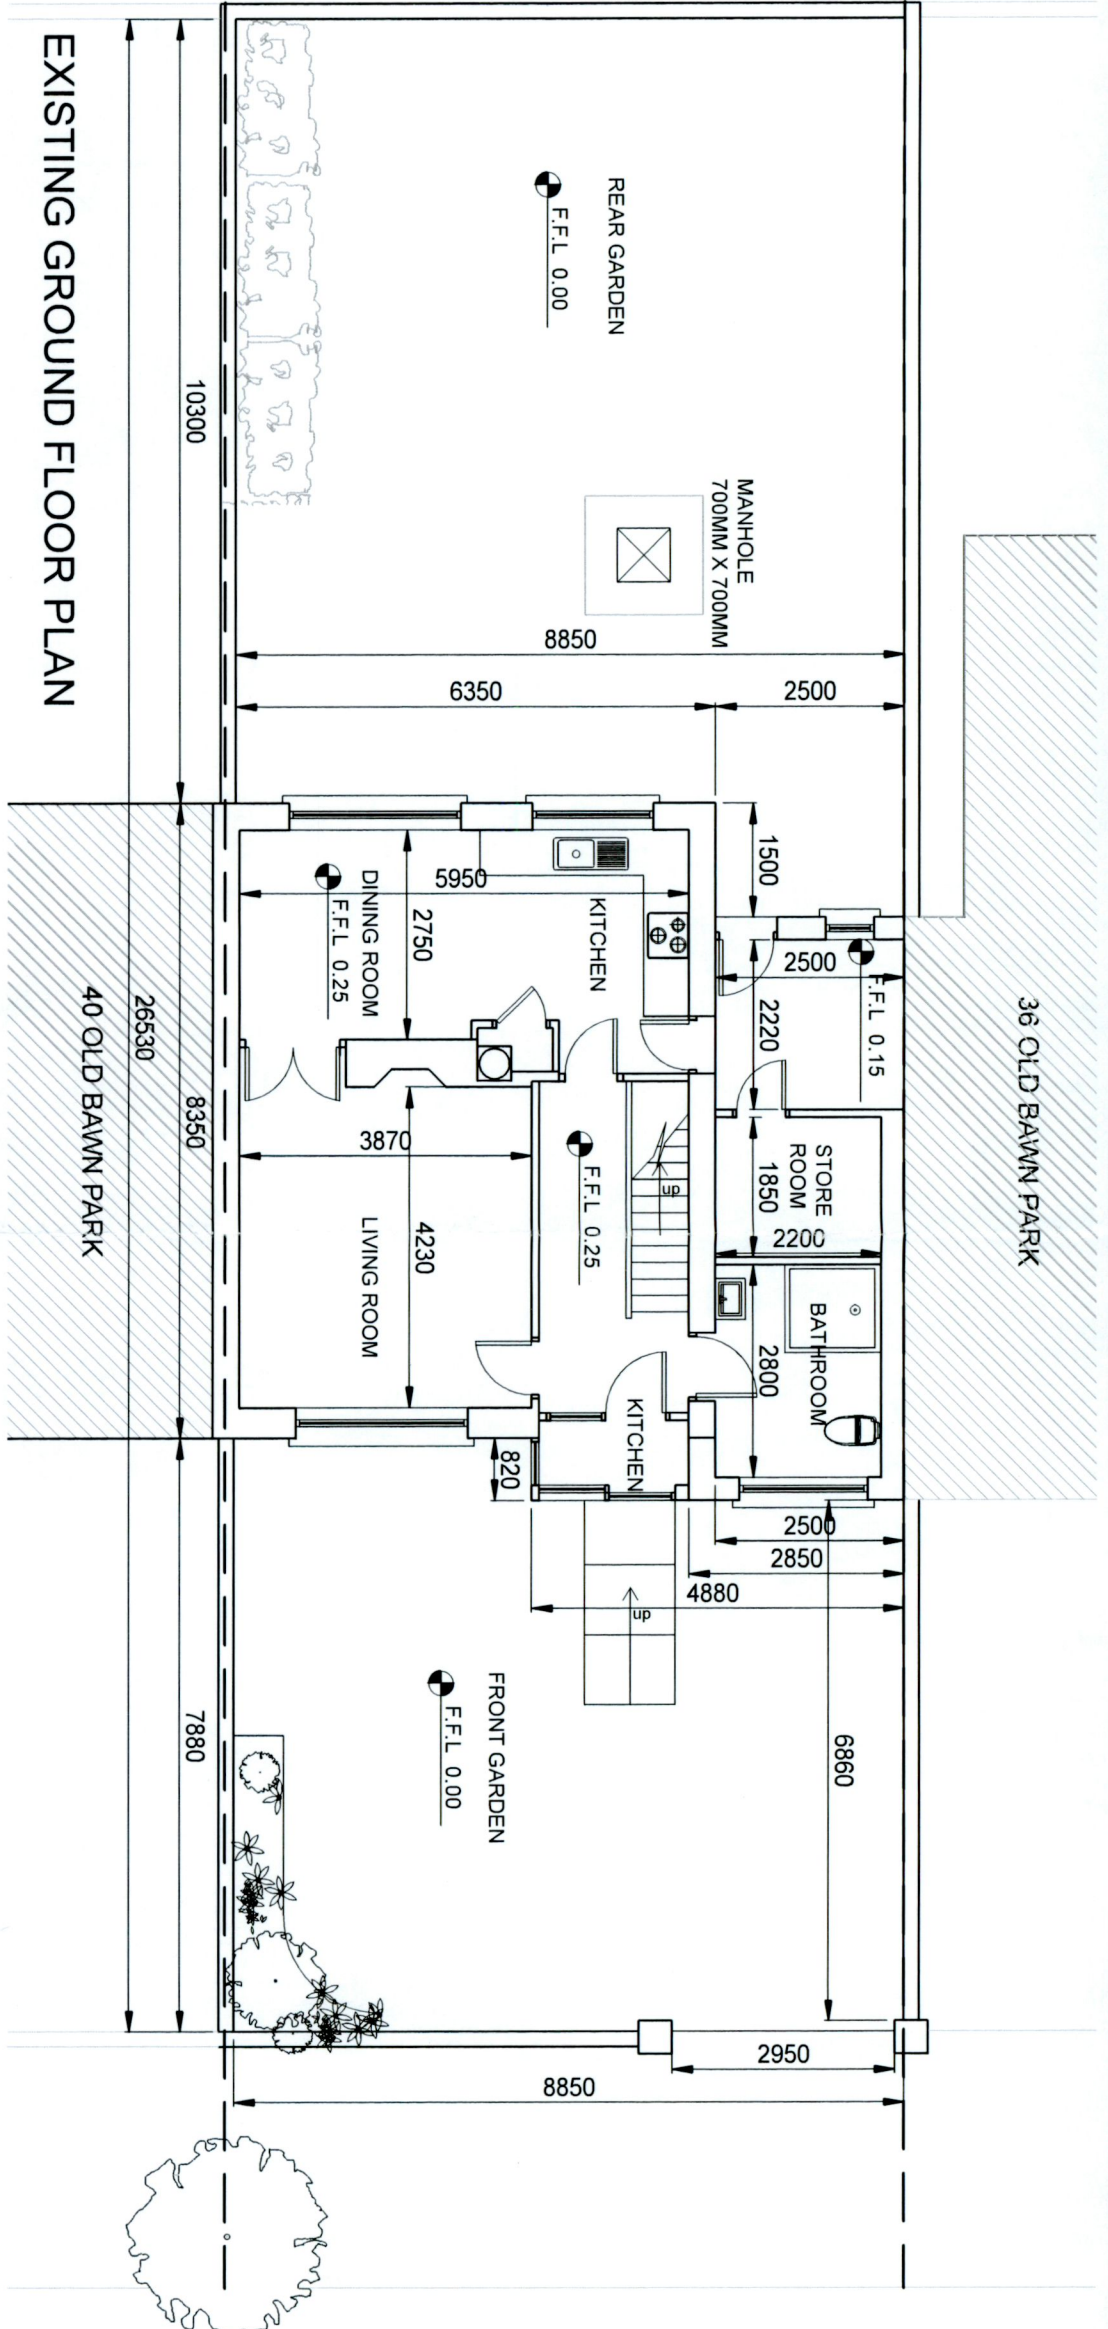 EXISTING GROUND FLOOR PLAN
REAR GARDEN
F.F.L 0.00
MANHOLE
700MM X 700MM
10300
8850
6350
2500
26530
8350
7880
40 OLD BAWN PARK
36 OLD BAWN PARK
1500
2500
2220
F.F.L 0.15
5950
2750
KITCHEN
DINING ROOM
F.F.L 0.25
3870
4230
LIVING ROOM
F.F.L 0.25
up
STORE
ROOM
1850
2200
BATHROOM
2800
KITCHEN
820
2500
2850
4880
up
6860
FRONT GARDEN
F.F.L 0.00
2950
8850